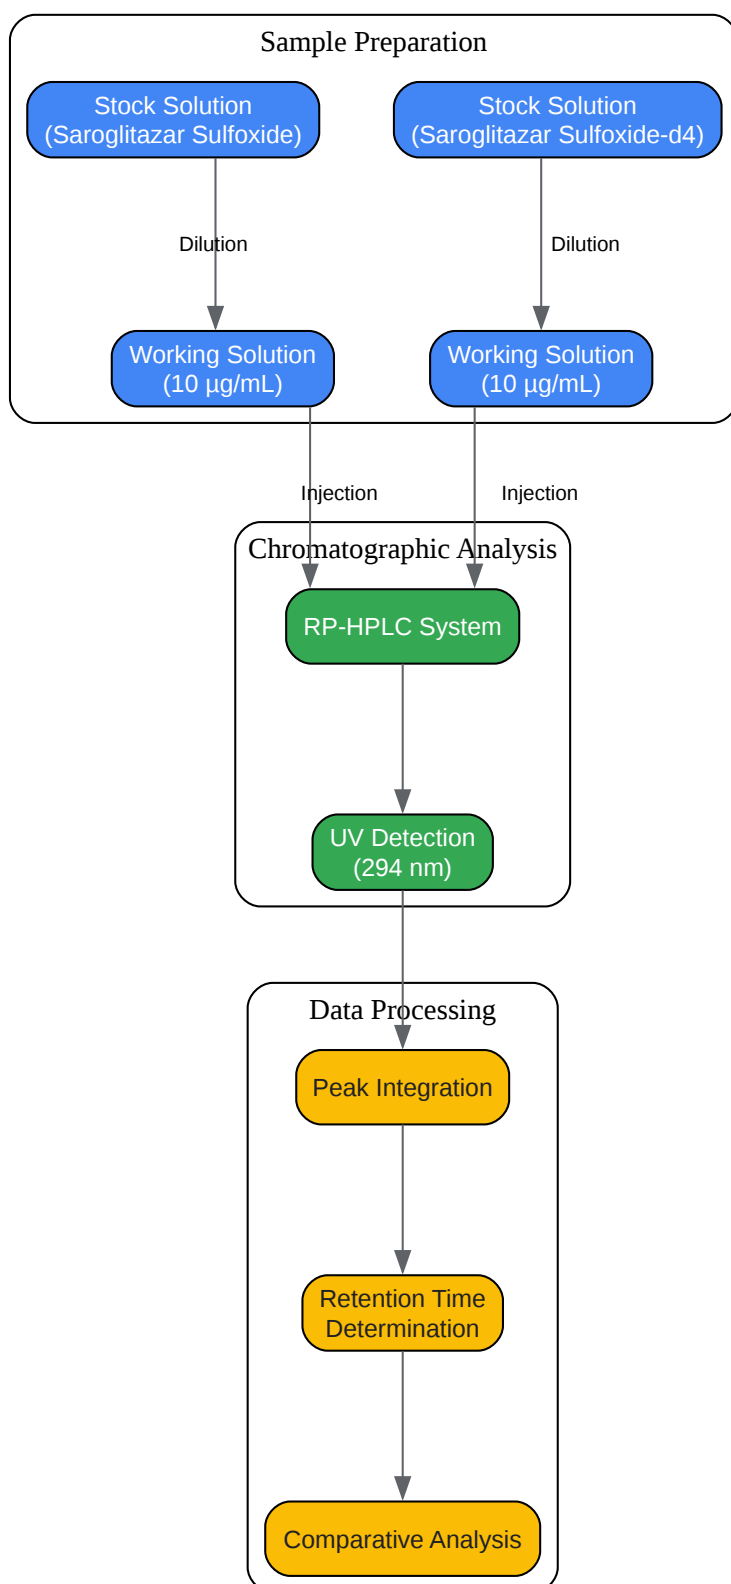 Sample Preparation
Stock Solution
(Saroglitazar Sulfoxide)
Stock Solution
(Saroglitazar Sulfoxide-d4)
Dilution
Dilution
Working Solution
(10 µg/mL)
Working Solution
(10 µg/mL)
Injection
Injection
Chromatographic Analysis
RP-HPLC System
UV Detection
(294 nm)
Data Processing
Peak Integration
Retention Time
Determination
Comparative Analysis